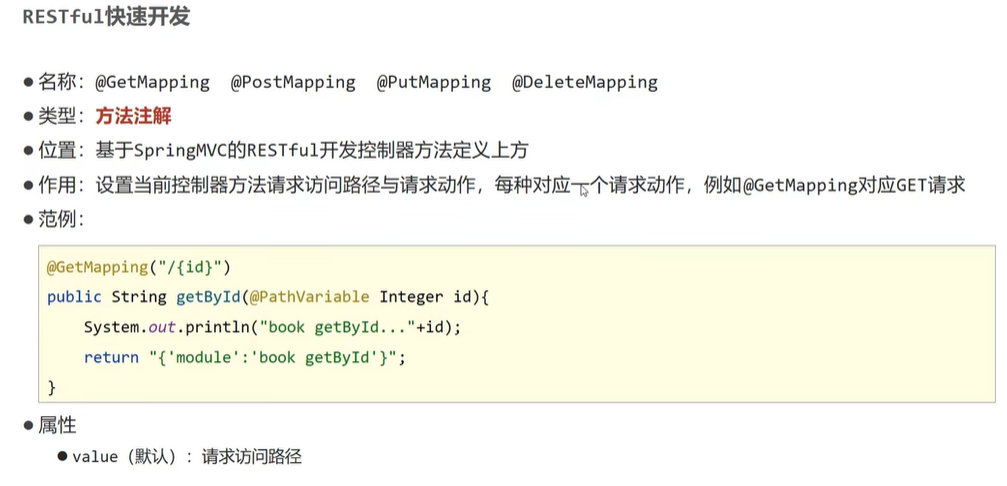 RESTful快速开发
● 名称：@GetMapping @PostMapping @PutMapping @DeleteMapping
● 类型：方法注解
● 位置：基于SpringMVC的RESTful开发控制器方法定义上方
● 作用：设置当前控制器方法请求访问路径与请求动作，每种对应一个请求动作，例如@GetMapping对应GET请求
● 范例：
@GetMapping("/{id}")
public String getById(@PathVariable Integer id){
    System.out.println("book getById..."+id);
    return "{'module':'book getById'}";
}
● 属性
● value（默认）：请求访问路径